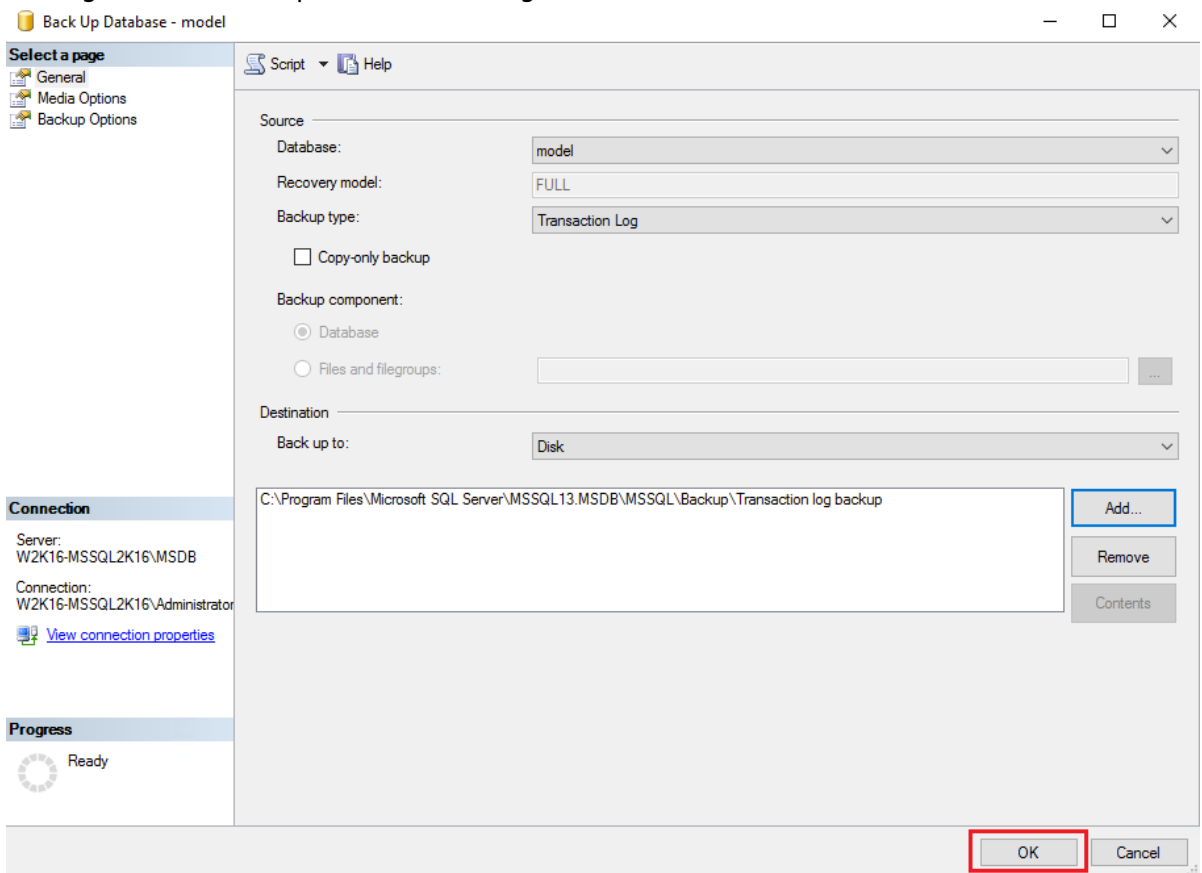 Back Up Database - model
Select a page
General
Media Options
Backup Options
Script
Help
Source
Database:
model
Recovery model:
FULL
Backup type:
Transaction Log
Copy-only backup
Backup component:
Database
Files and filegroups:
...
Destination
Back up to:
Disk
C:\Program Files\Microsoft SQL Server\MSSQL13.MSDB\MSSQL\Backup\Transaction log backup
Add...
Remove
Contents
Connection
Server:
W2K16-MSSQL2K16\MSDB
Connection:
W2K16-MSSQL2K16\Administrator
View connection properties
Progress
Ready
OK
Cancel